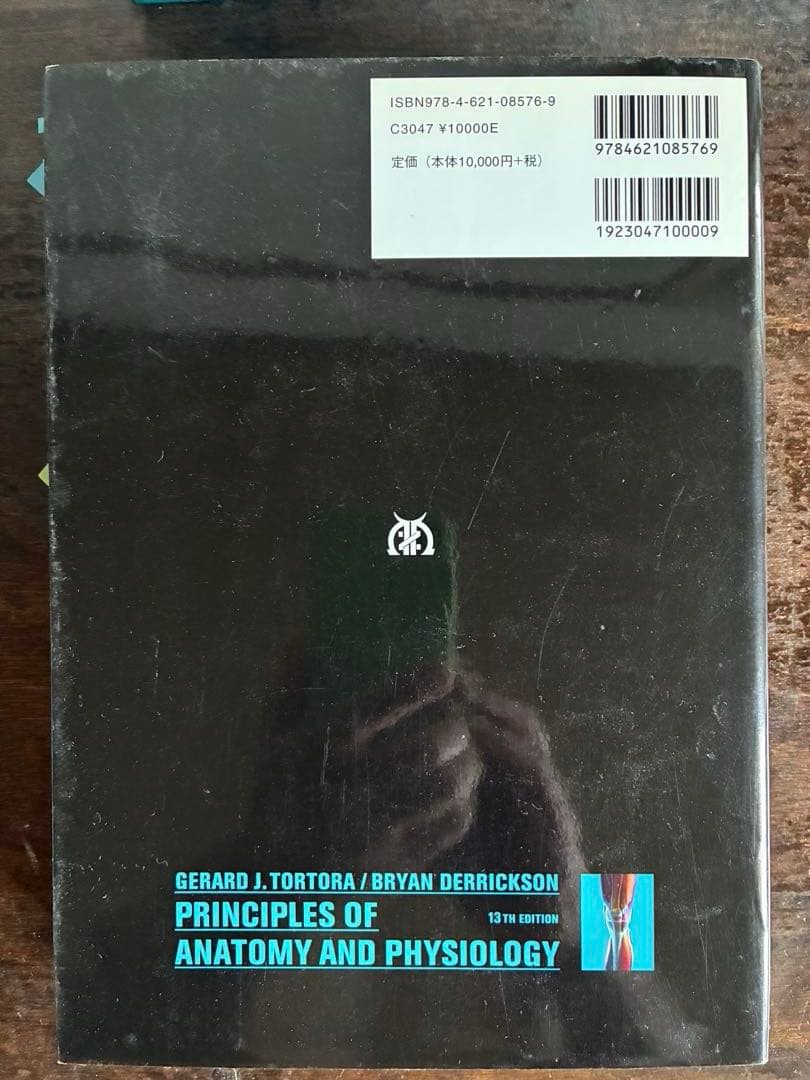 ISBN978-4-621-08576-9
C3047 ¥10000E
定価（本体10,000円+税）
9784621085769
1923047100009
GERARD J. TORTORA / BRYAN DERRICKSON
PRINCIPLES OF
13TH EDITION
ANATOMY AND PHYSIOLOGY